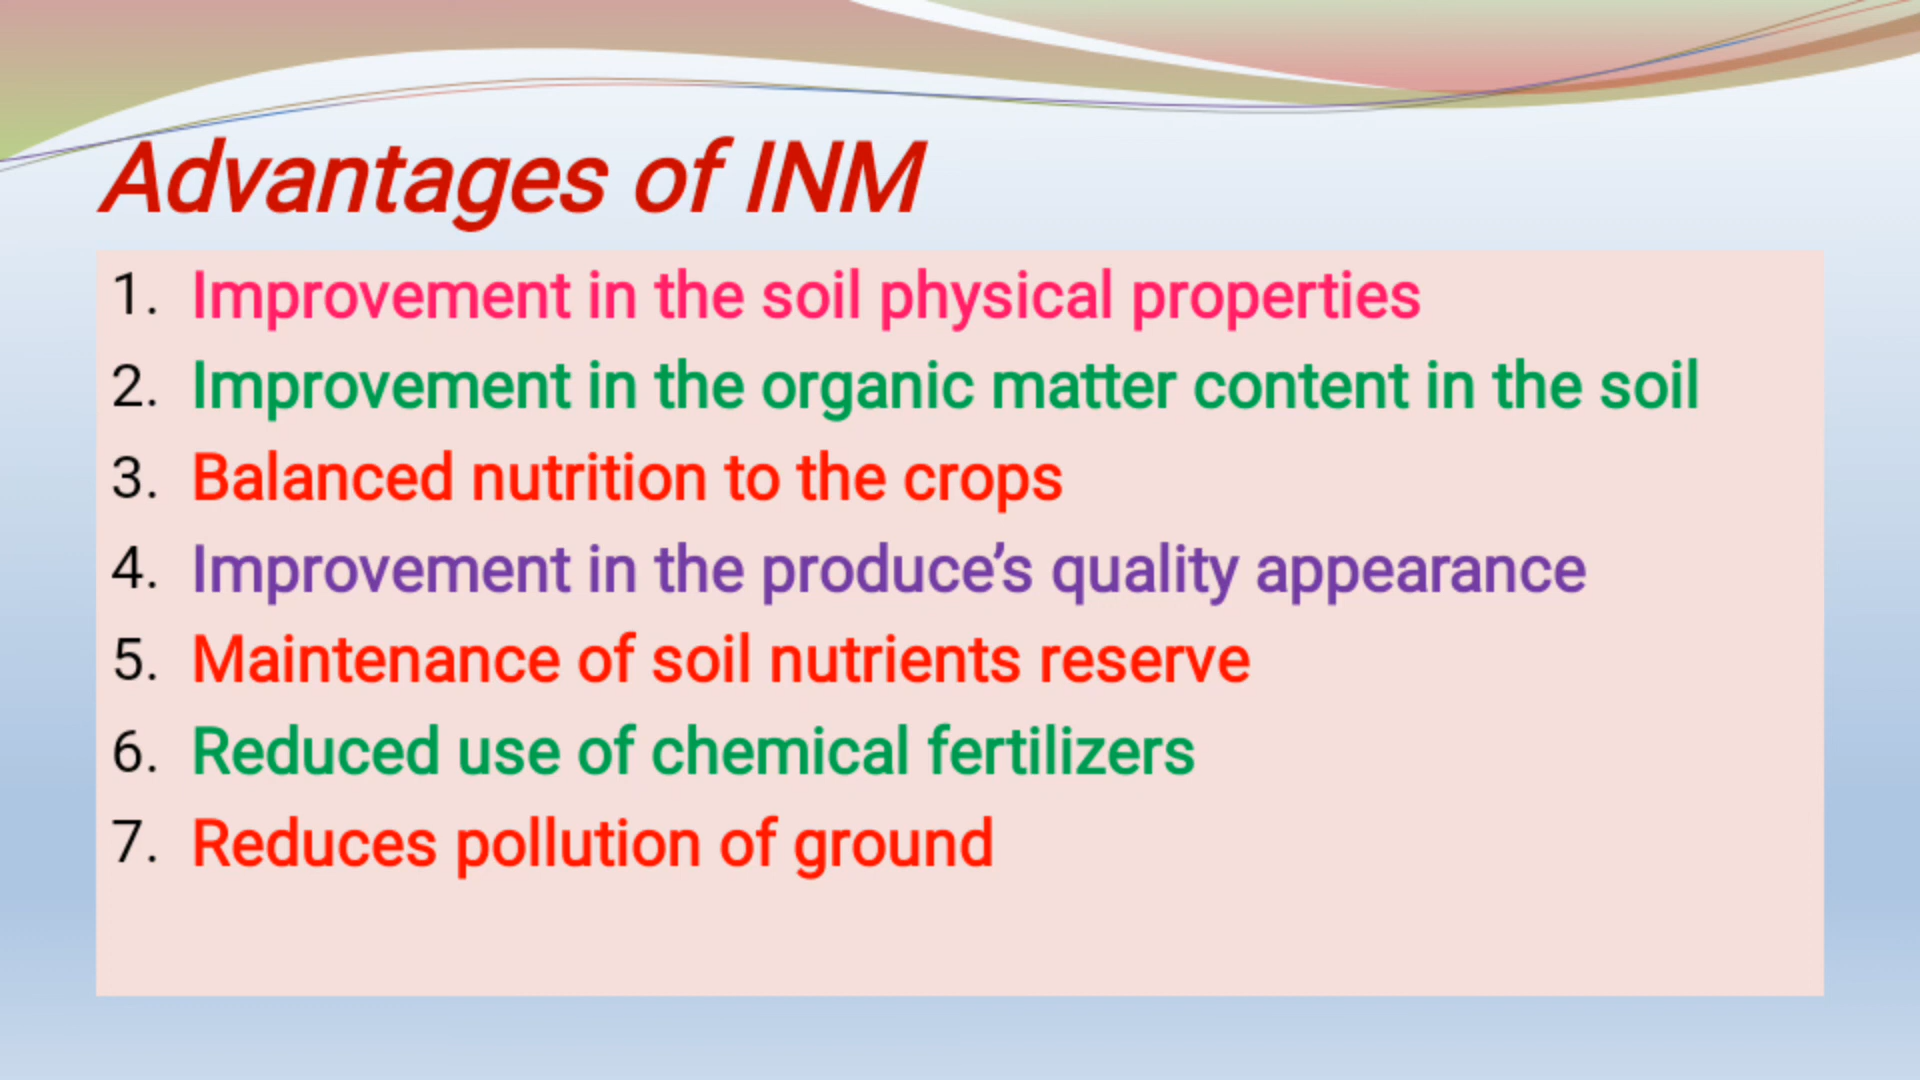 Advantages of INM
1. Improvement in the soil physical properties
2. Improvement in the organic matter content in the soil
3. Balanced nutrition to the crops
4. Improvement in the produce’s quality appearance
5. Maintenance of soil nutrients reserve
6. Reduced use of chemical fertilizers
7. Reduces pollution of ground